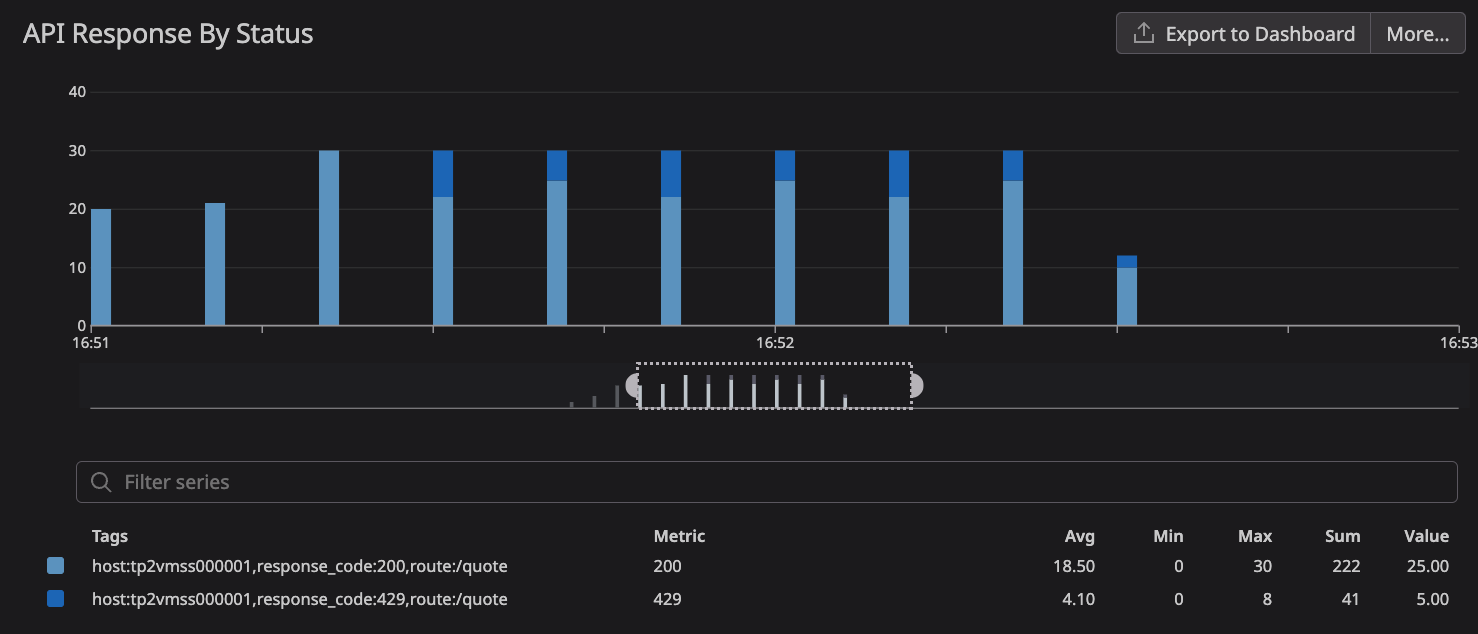 API Response By Status
Export to Dashboard More...
40
30
20
10
0
16:51 16:52 16:53
Filter series
Tags Metric Avg Min Max Sum Value
host:tp2vmss000001,response_code:200,route:/quote 200 18.50 0 30 222 25.00
host:tp2vmss000001,response_code:429,route:/quote 429 4.10 0 8 41 5.00